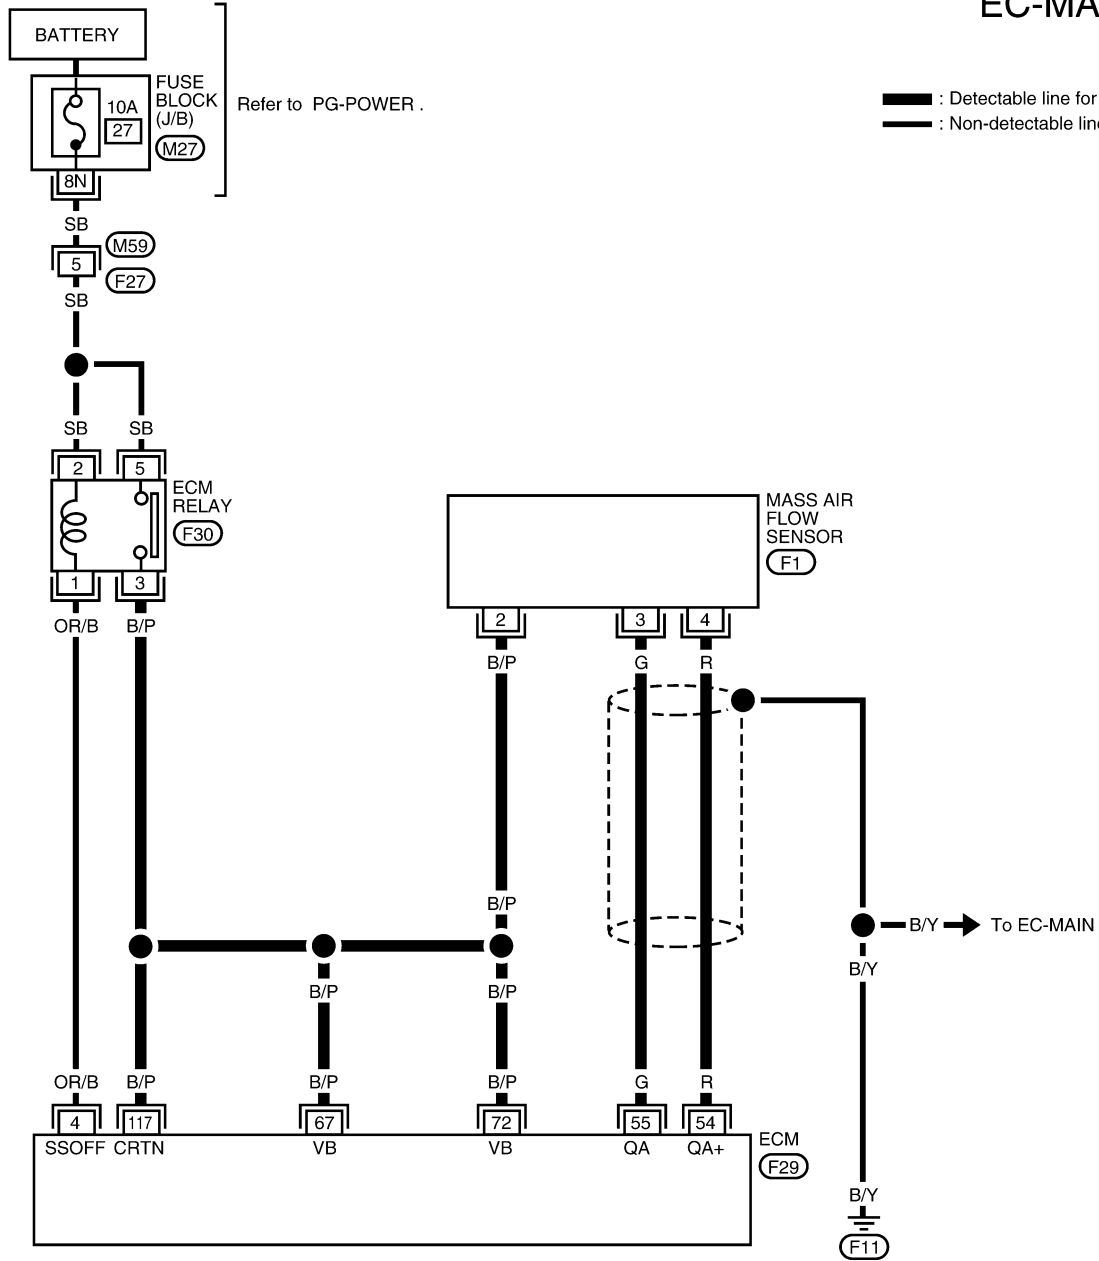 EC-MA
BATTERY
FUSE
BLOCK
(J/B)
10A
27
M27
Refer to PG-POWER .
: Detectable line for
: Non-detectable line
8N
SB
M59
5
F27
SB
SB SB
2 5
ECM
RELAY
F30
1 3
OR/B B/P
MASS AIR
FLOW
SENSOR
F1
2 3 4
B/P G R
B/P
B/Y To EC-MAIN
B/Y
B/P B/P
OR/B B/P B/P B/P G R
4 117 67 72 55 54
SSOFF CRTN VB VB QA QA+
ECM
F29
B/Y
F11